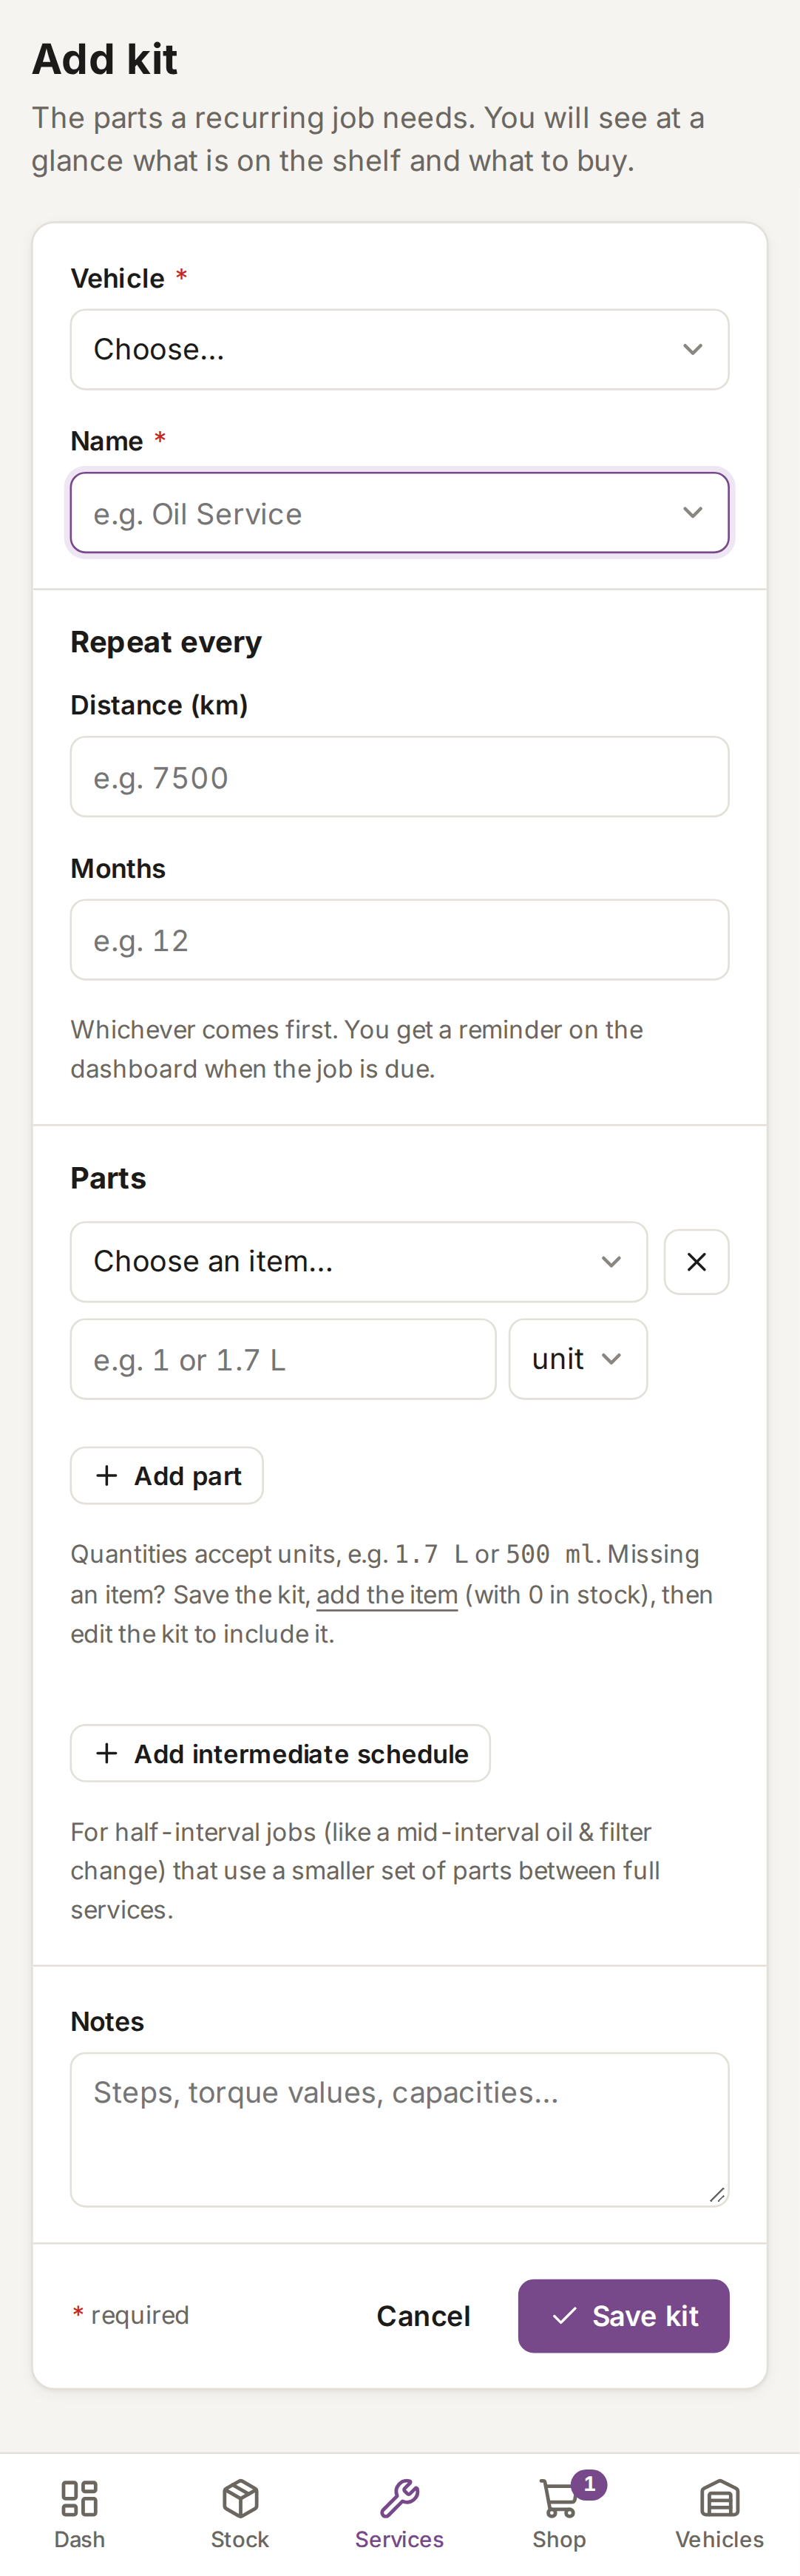 Add kit
The parts a recurring job needs. You will see at a
glance what is on the shelf and what to buy.
Vehicle *
Choose...
Name *
e.g. Oil Service
Repeat every
Distance (km)
e.g. 7500
Months
e.g. 12
Whichever comes first. You get a reminder on the
dashboard when the job is due.
Parts
Choose an item...
e.g. 1 or 1.7 L
unit
Add part
Quantities accept units, e.g. 1.7 L or 500 ml. Missing
an item? Save the kit, add the item (with 0 in stock), then
edit the kit to include it.
Add intermediate schedule
For half-interval jobs (like a mid-interval oil & filter
change) that use a smaller set of parts between full
services.
Notes
Steps, torque values, capacities...
* required
Cancel
Save kit
1
Dash
Stock
Services
Shop
Vehicles